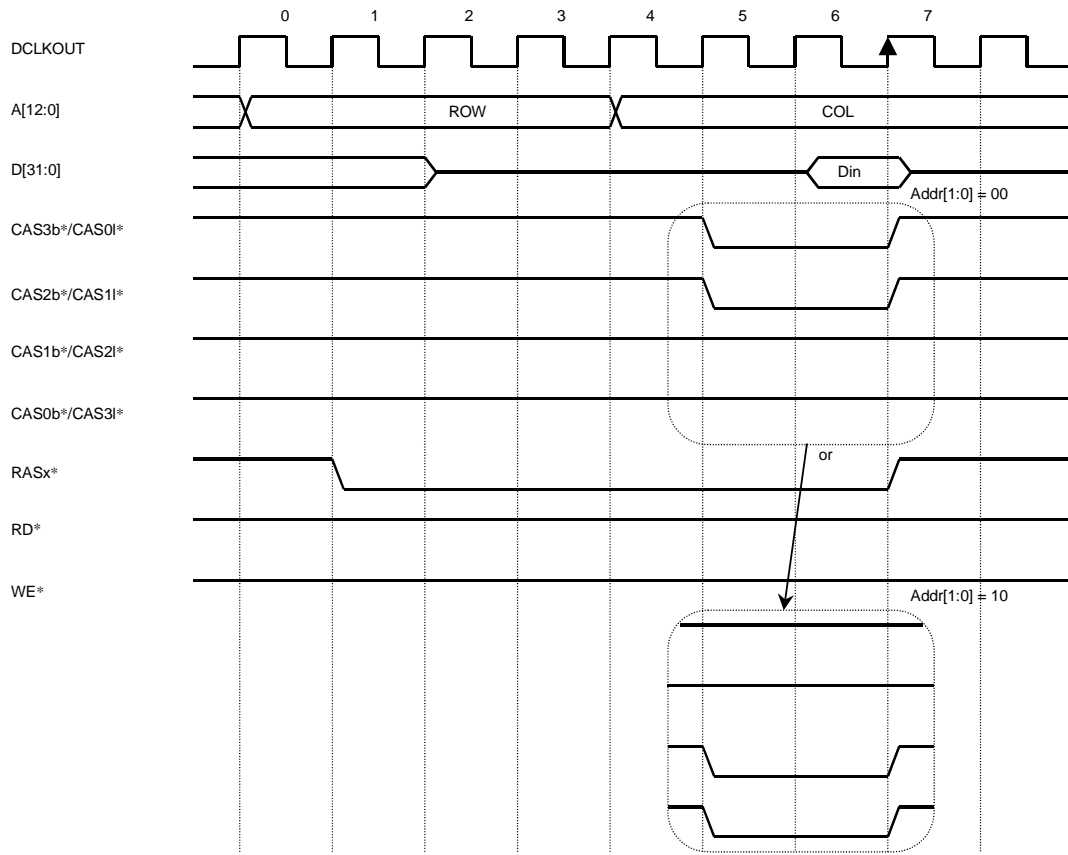 0 1 2 3 4 5 6 7
DCLKOUT
A[12:0] ROW COL
D[31:0] Din
Addr[1:0] = 00
CAS3b*/CAS0l*
CAS2b*/CAS1l*
CAS1b*/CAS2l*
CAS0b*/CAS3l*
or
RASx*
RD*
WE*
Addr[1:0] = 10